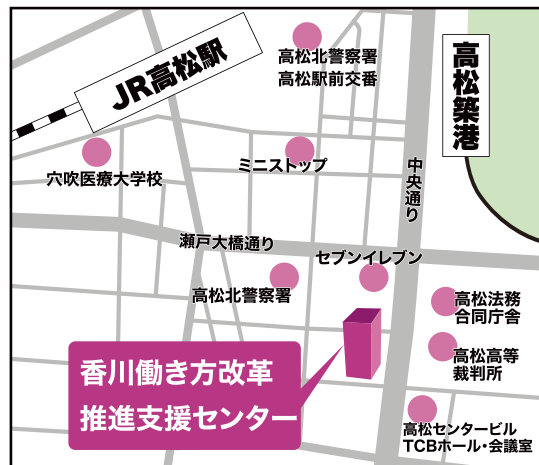 JR高松駅
高松北警察署
高松駅前交番
高松築港
穴吹医療大学校
ミニストップ
中央通り
瀬戸大橋通り
セブンイレブン
高松北警察署
高松法務
合同庁舎
高松高等
裁判所
香川働き方改革
推進支援センター
高松センタービル
TCBホール・会議室